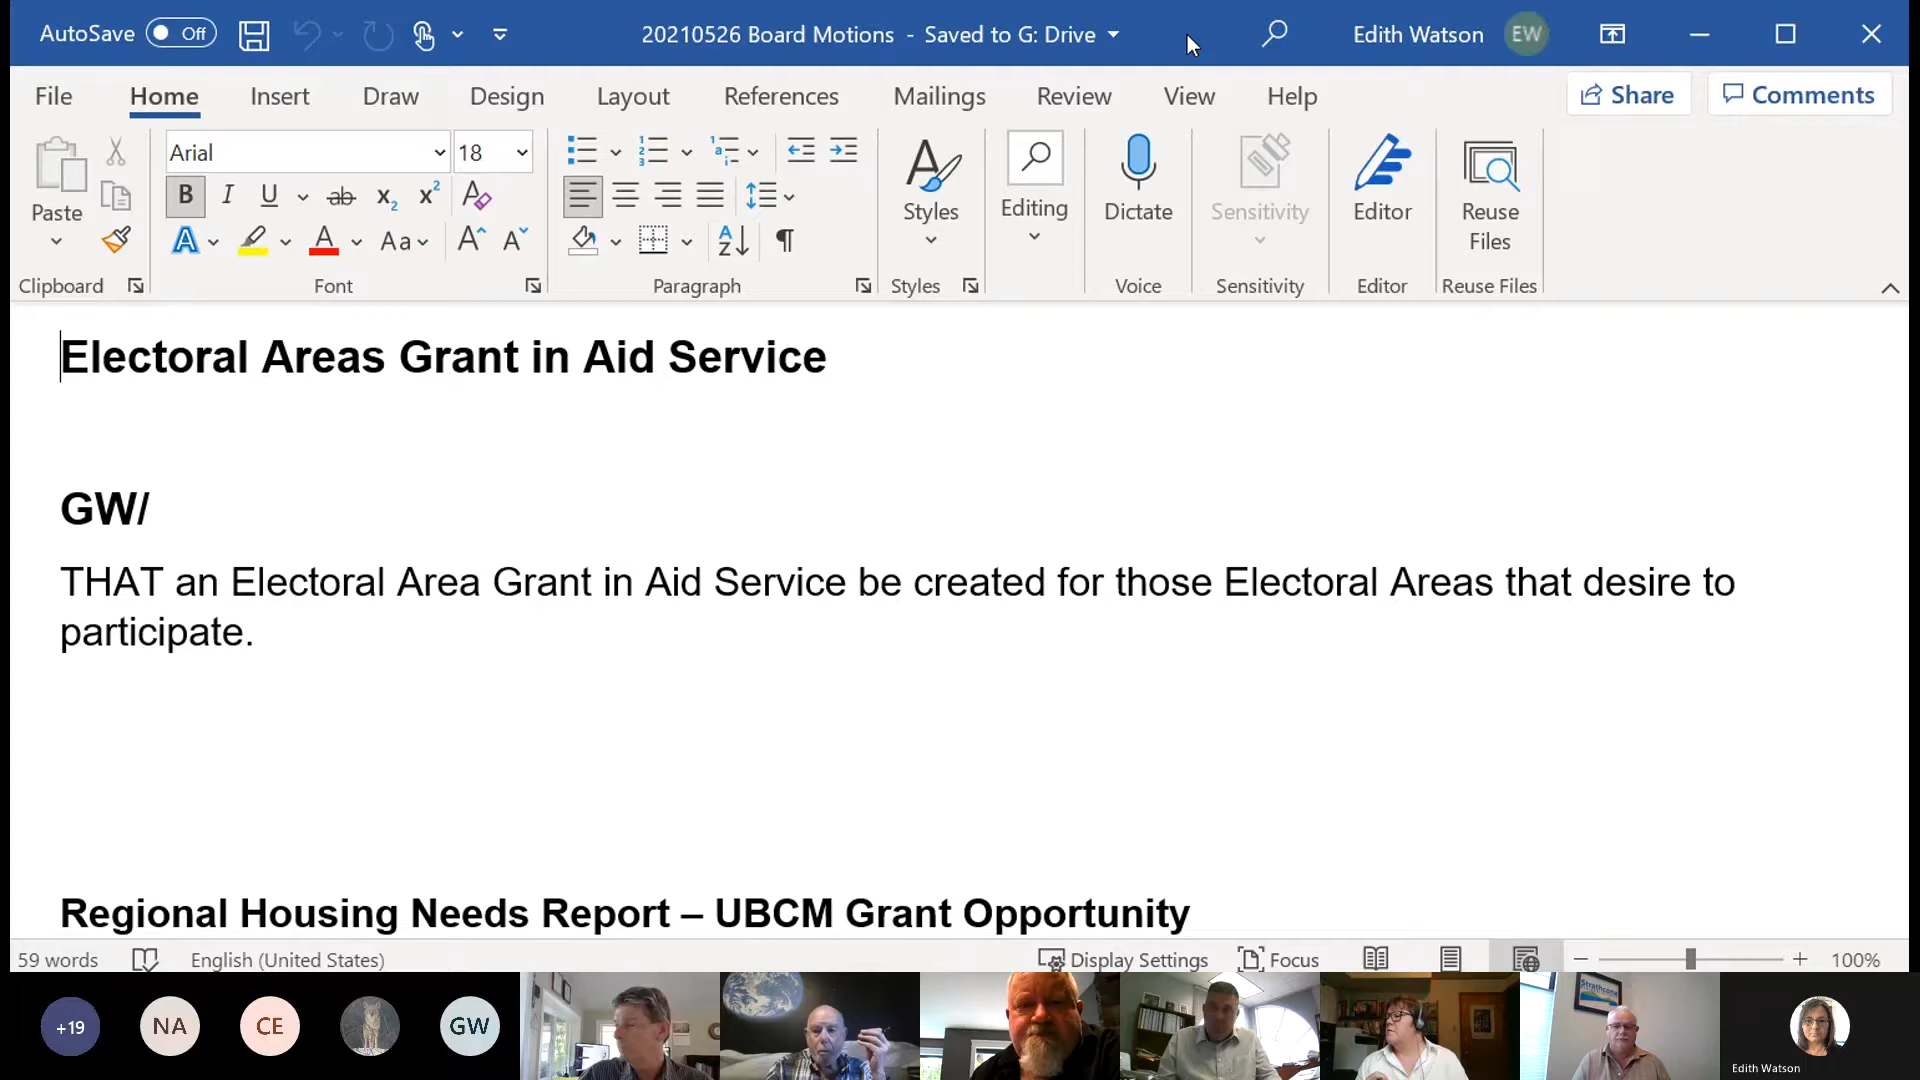 AutoSave Off 20210526 Board Motions - Saved to G: Drive Edith Watson EW
File Home Insert Draw Design Layout References Mailings Review View Help Share Comments
Arial 18
Paste
Styles
Editing
Dictate
Sensitivity
Editor
Reuse
Files
Clipboard Font Paragraph Styles Voice Sensitivity Editor Reuse Files
Electoral Areas Grant in Aid Service
GW/
THAT an Electoral Area Grant in Aid Service be created for those Electoral Areas that desire to
participate.
Regional Housing Needs Report – UBCM Grant Opportunity
59 words English (United States) Display Settings Focus 100%
+19 NA CE GW
Strathcona
Edith Watson